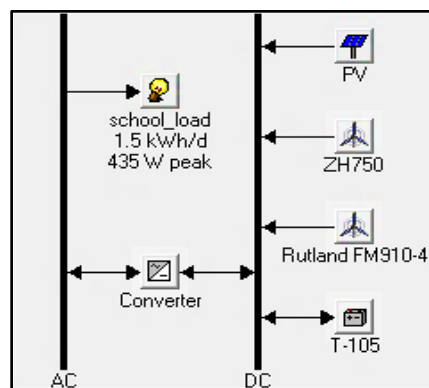 PV
school_load
1.5 kWh/d
435 W peak
ZH750
Rutland FM910-4
Converter
T-105
AC
DC